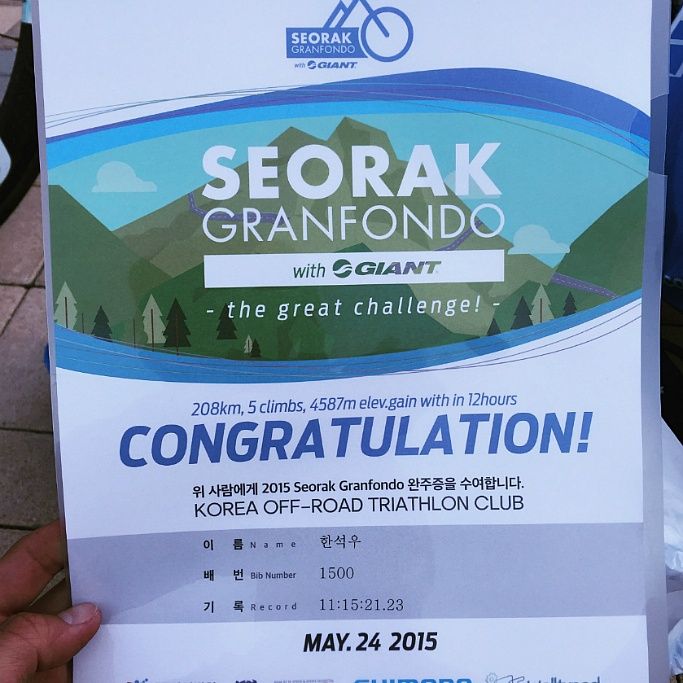 SEORAK
GRANFONDO
with GIANT
SEORAK
GRANFONDO
with GIANT
- the great challenge! -
208km, 5 climbs, 4587m elev.gain with in 12hours
CONGRATULATION!
위 사람에게 2015 Seorak Granfondo 완주증을 수여합니다.
KOREA OFF-ROAD TRIATHLON CLUB
이 름 Name 한석우
배 번 Bib Number 1500
기 록 Record 11:15:21.23
MAY. 24 2015
SHIMANO